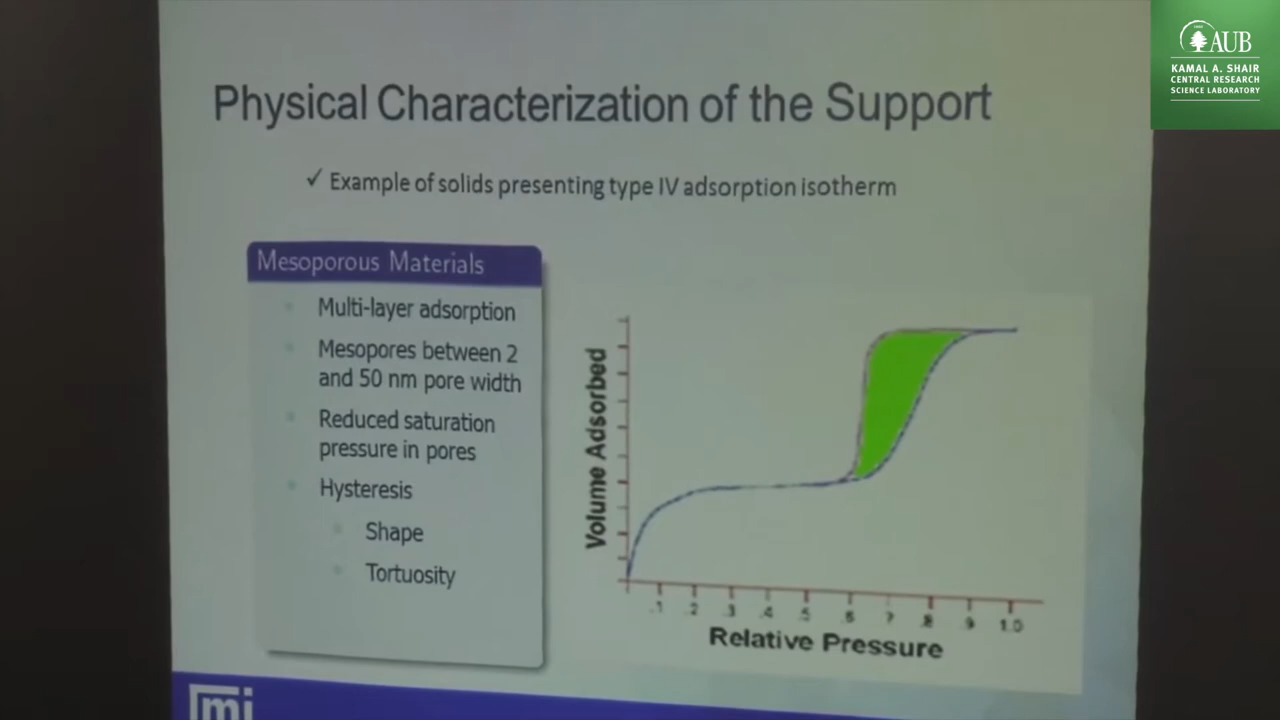 AUB
KAMAL A. SHAIR
CENTRAL RESEARCH
SCIENCE LABORATORY
Physical Characterization of the Support
✓ Example of solids presenting type IV adsorption isotherm
Mesoporous Materials
Multi-layer adsorption
Mesopores between 2
and 50 nm pore width
Reduced saturation
pressure in pores
Hysteresis
Shape
Tortuosity
Volume Adsorbed
.1 .2 .3 .4 .5 .6 .7 .8 .9 1.0
Relative Pressure
mi